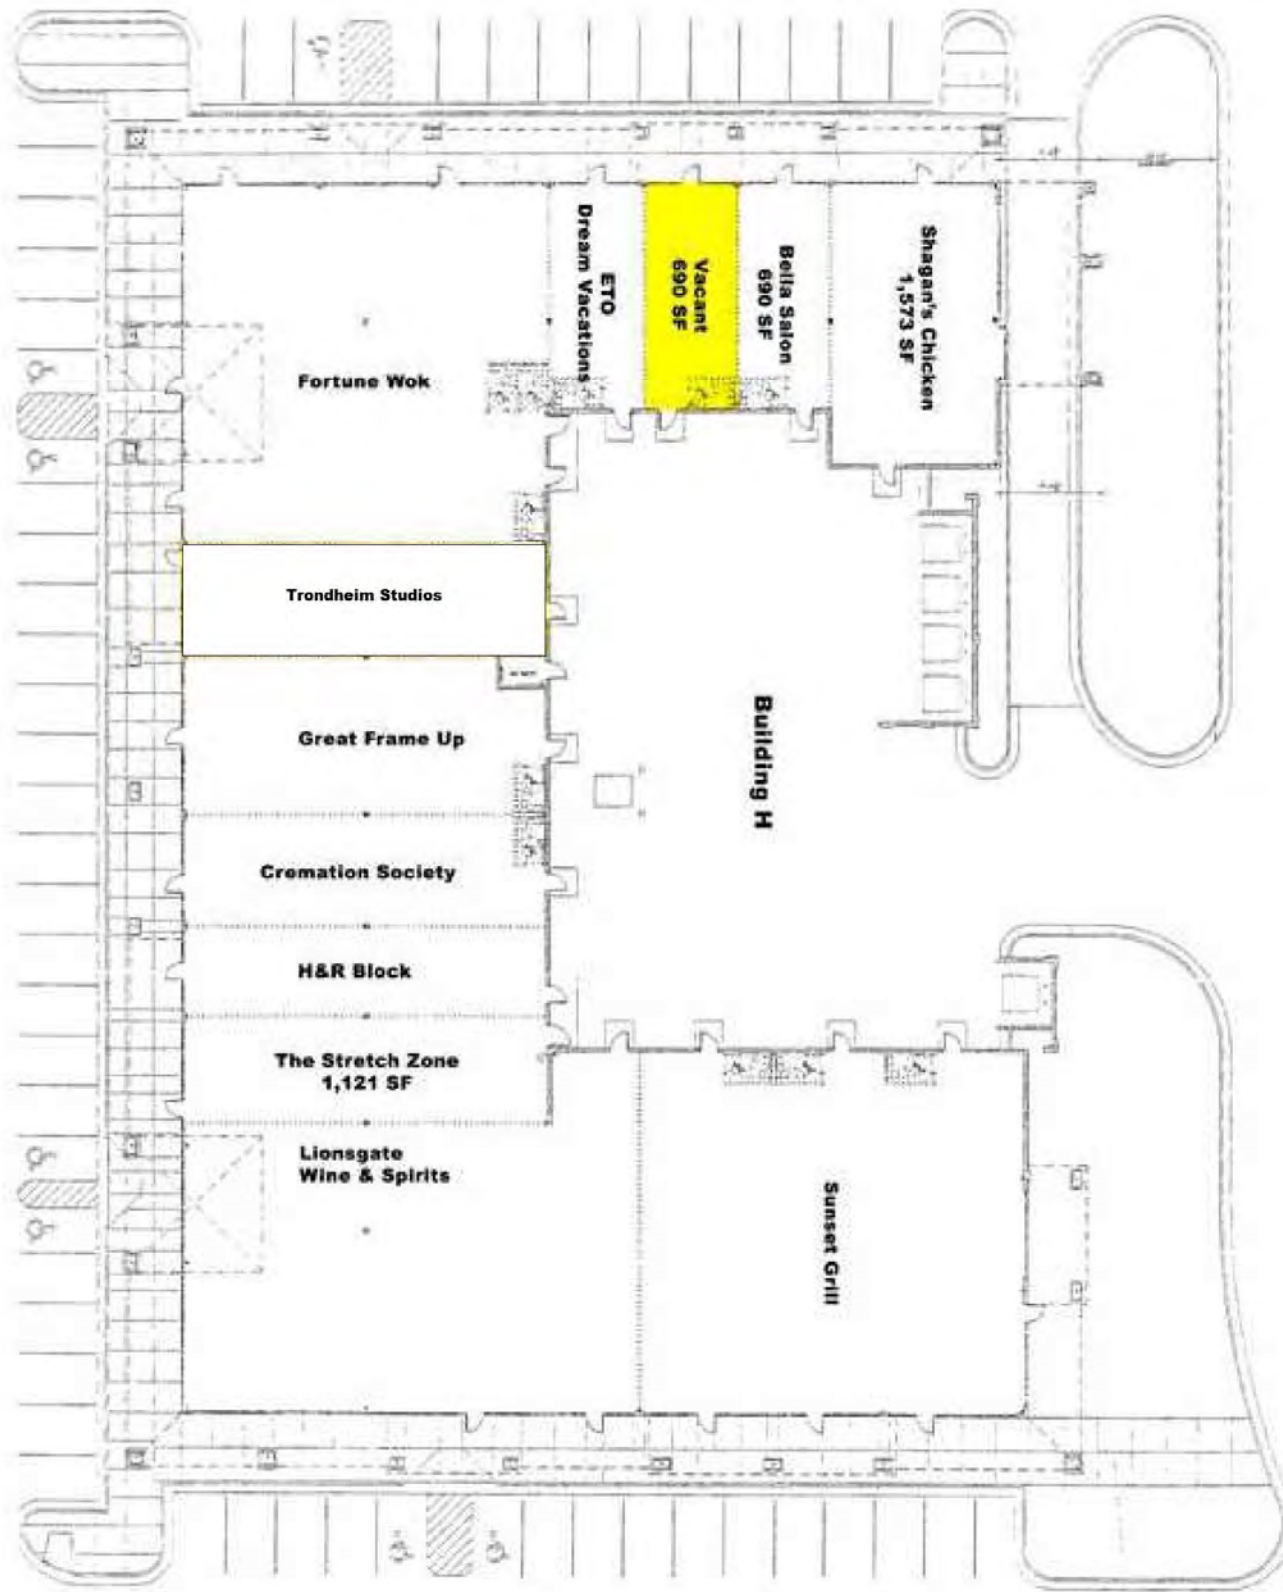 Shagan's Chicken
1,573 SF
Bella Salon
690 SF
Vacant
690 SF
ETO
Dream Vacations
Fortune Wok
Trondheim Studios
Great Frame Up
Building H
Cremation Society
H&R Block
The Stretch Zone
1,121 SF
Lionsgate
Wine & Spirits
Sunset Grill